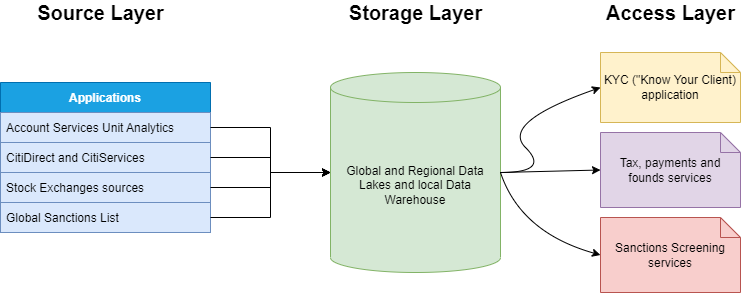 Source Layer
Storage Layer
Access Layer
Applications
Account Services Unit Analytics
CitiDirect and CitiServices
Stock Exchanges sources
Global Sanctions List
Global and Regional Data
Lakes and local Data
Warehouse
KYC ("Know Your Client)
application
Tax, payments and
founds services
Sanctions Screening
services